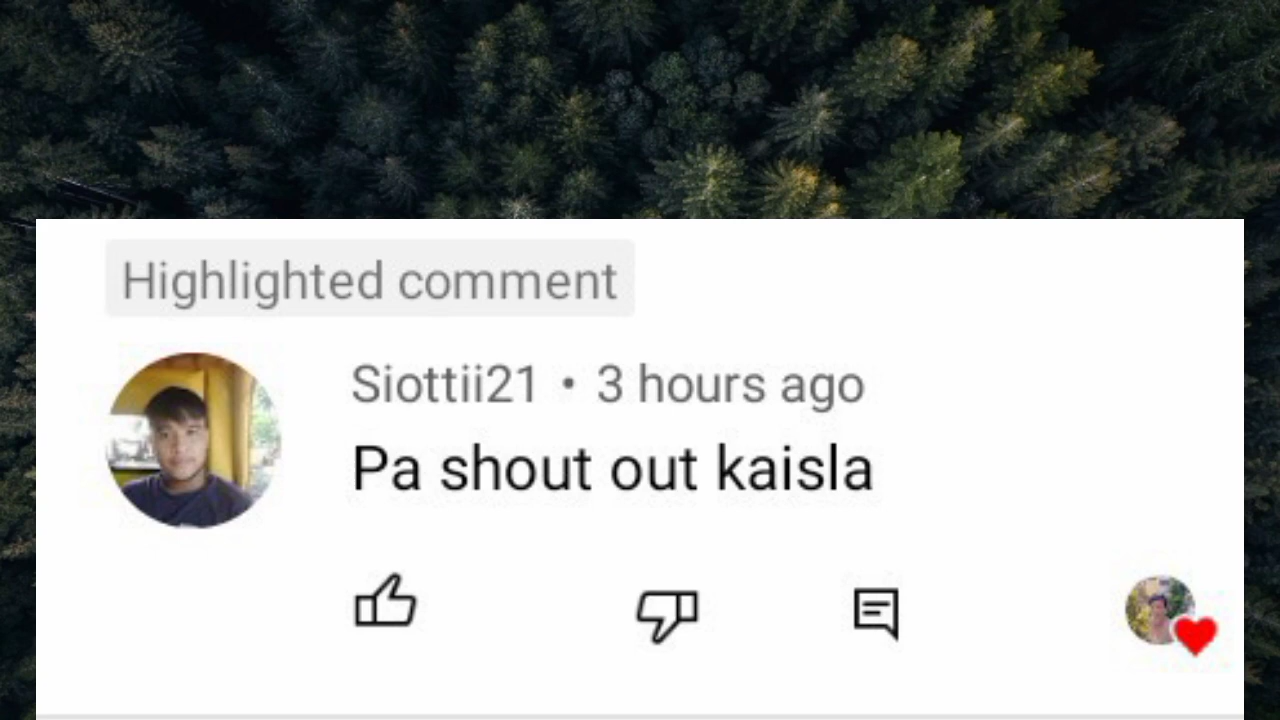 Highlighted comment
Siottii21 • 3 hours ago
Pa shout out kaisla